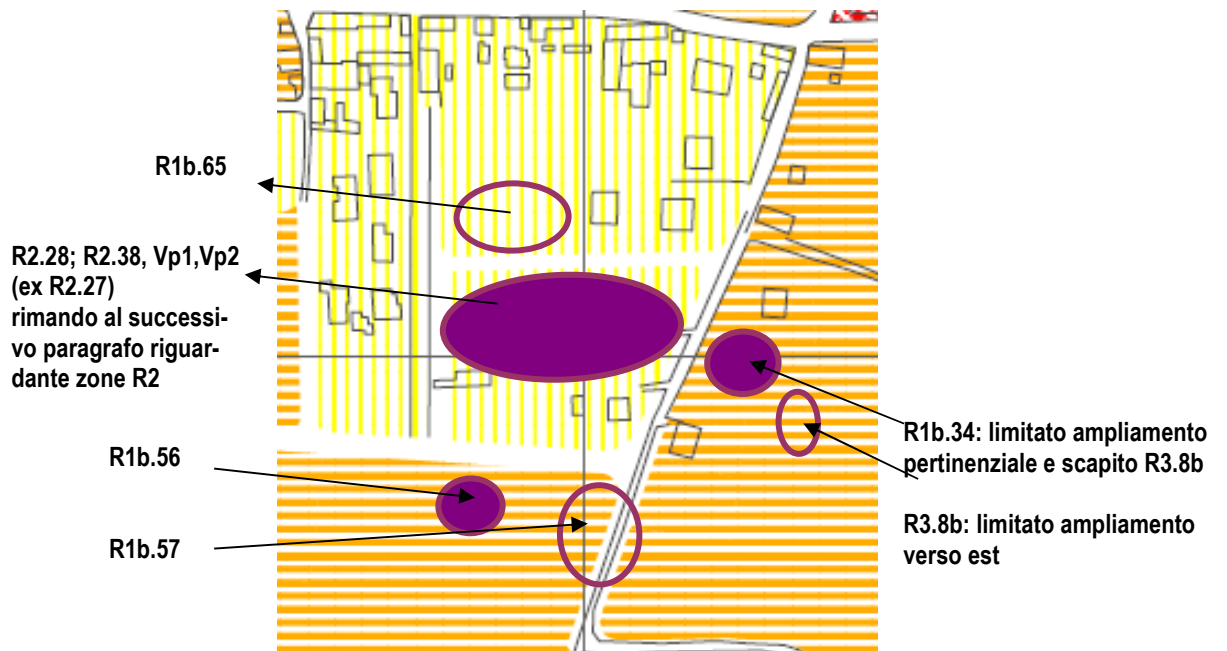 R1b.65
R2.28; R2.38, Vp1,Vp2
(ex R2.27)
rimando al successi-
vo paragrafo riguar-
dante zone R2
R1b.56
R1b.57
R1b.34: limitato ampliamento
pertinenziale e scapito R3.8b
R3.8b: limitato ampliamento
verso est